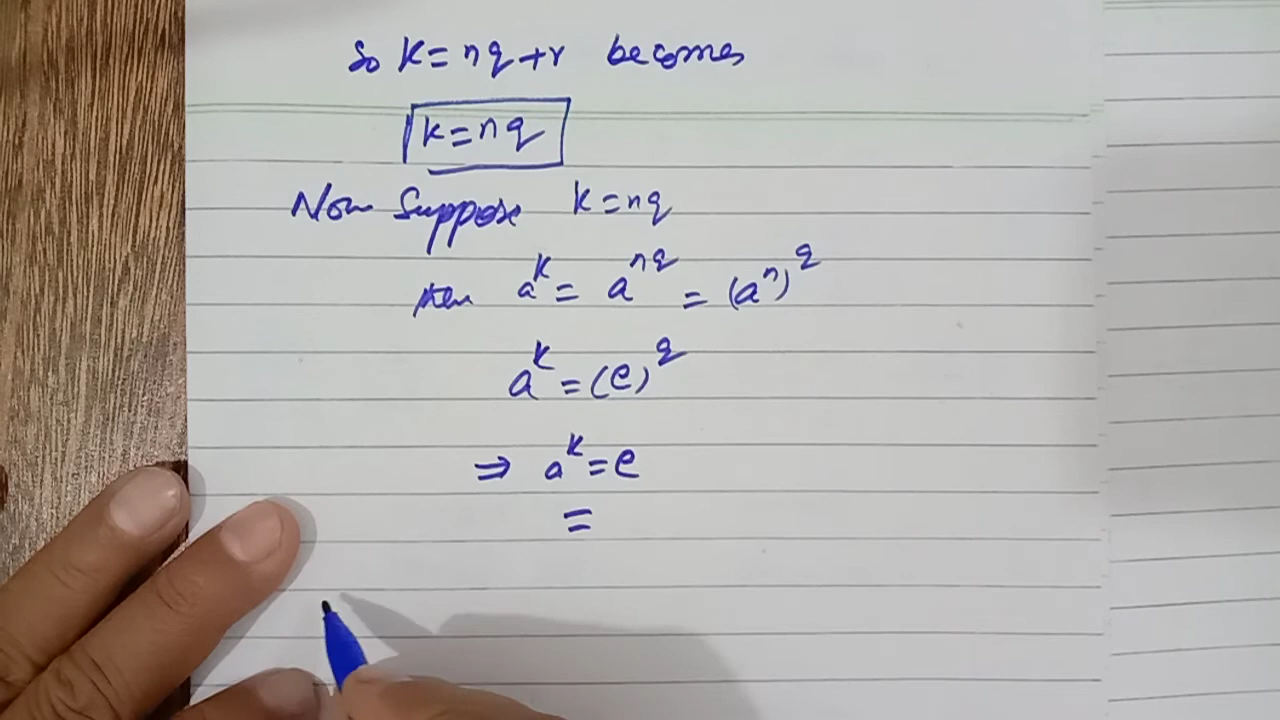 So k = nq + r becomes
k = nq
Now Suppose k = nq
then a^k = a^nq = (a^n)^q
a^k = (e)^q
⇒ a^k = e
=